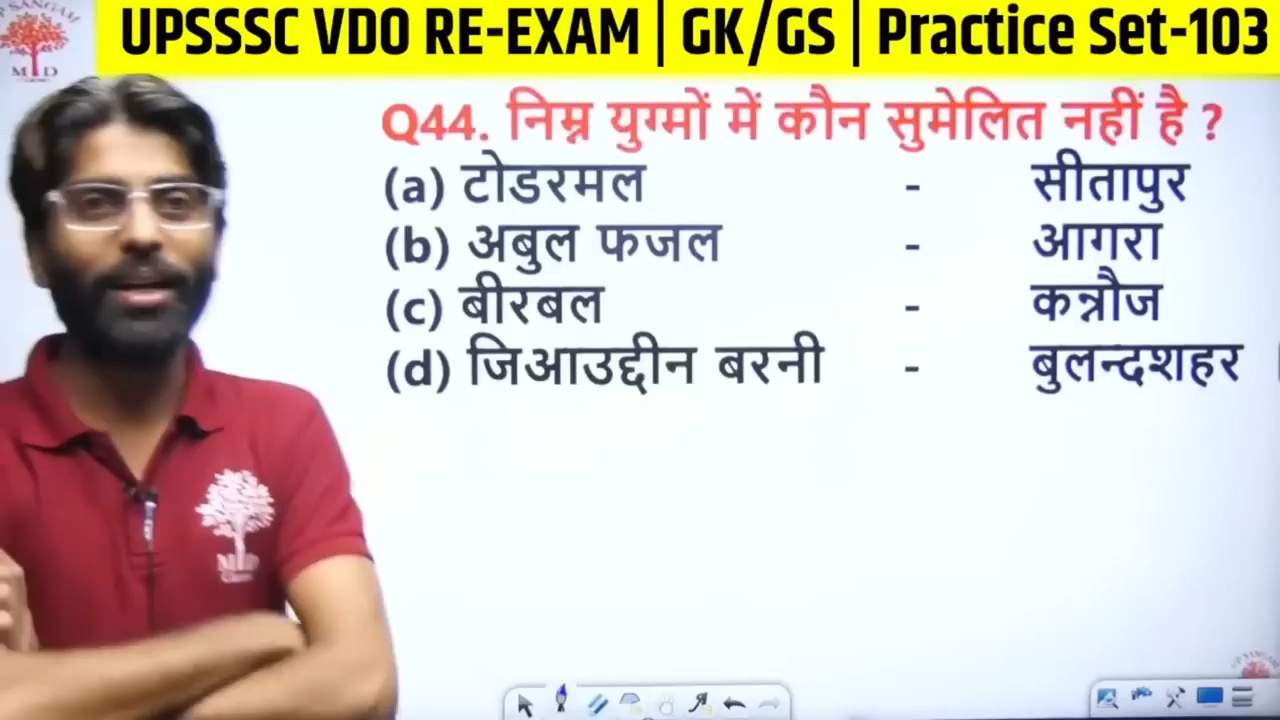 UPSSSC VDO RE-EXAM | GK/GS | Practice Set-103
Q44. निम्न युग्मों में कौन सुमेलित नहीं है ?
(a) टोडरमल - सीतापुर
(b) अबुल फजल - आगरा
(c) बीरबल - कन्नौज
(d) जिआउद्दीन बरनी - बुलन्दशहर